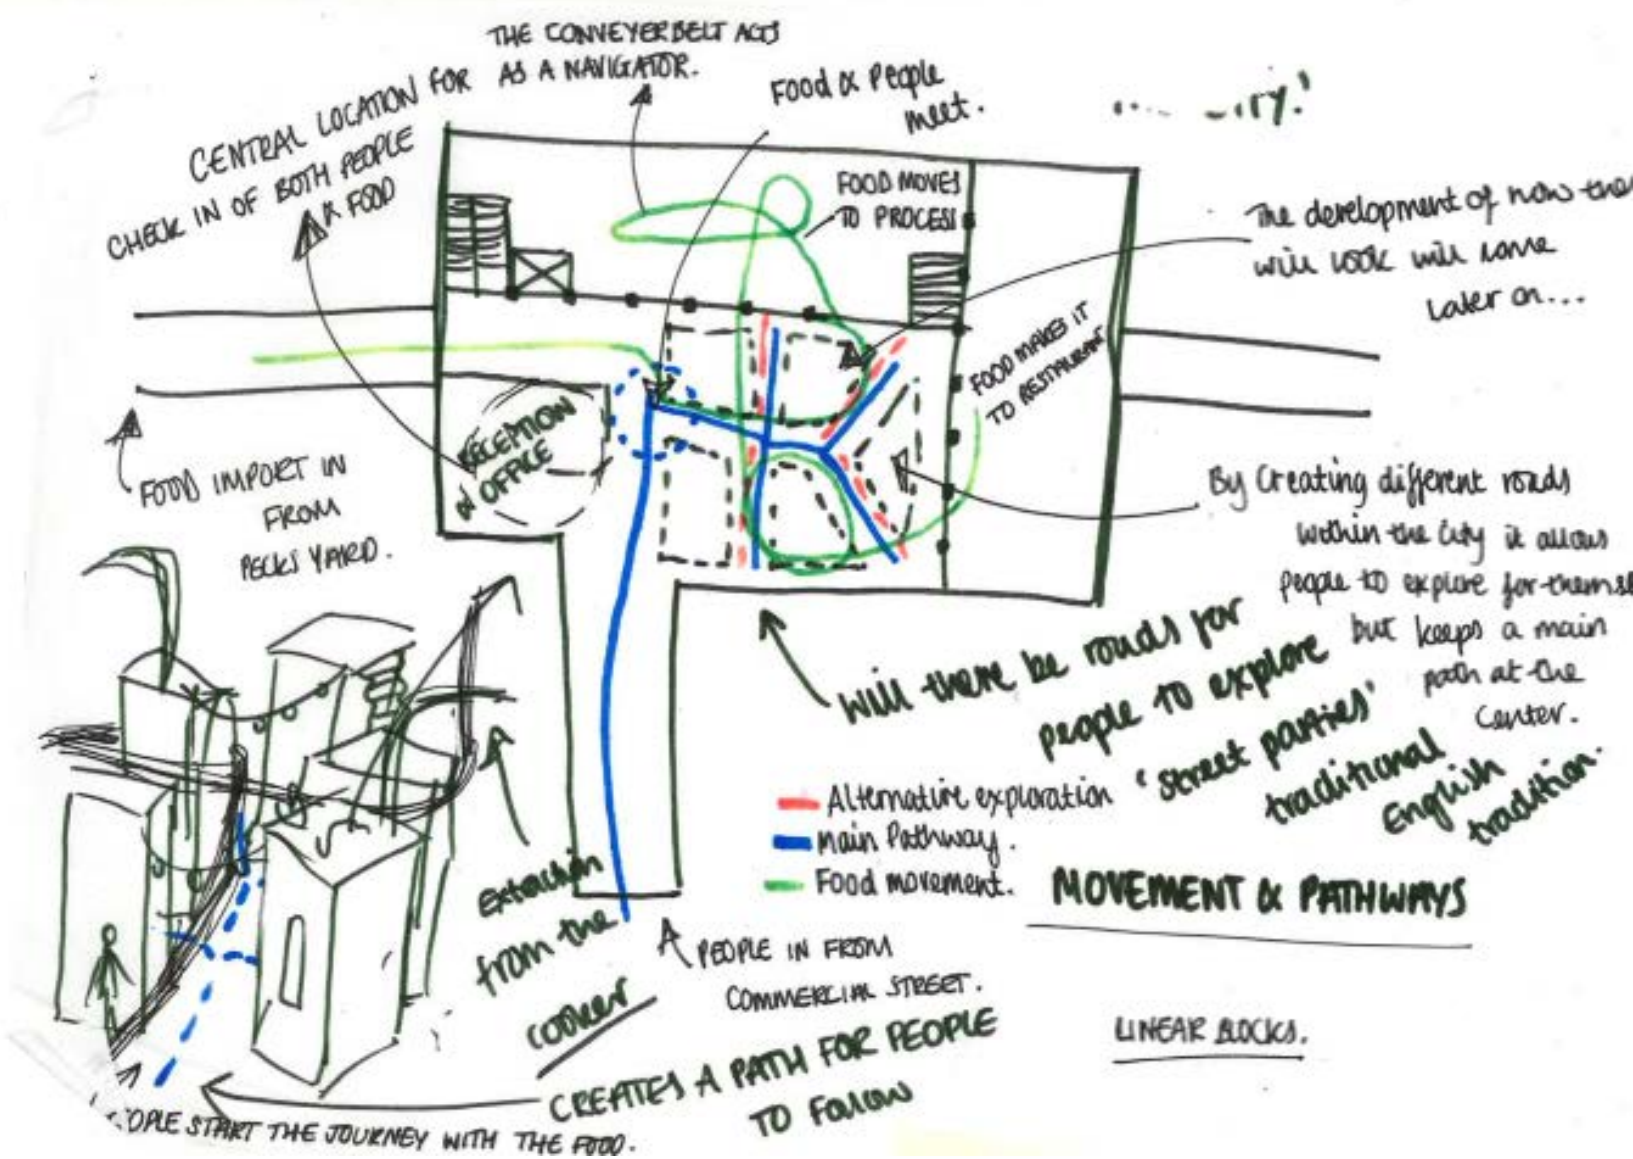 THE CONVEYERBELT ACTS
AS A NAVIGATOR.
Food & People
meet.
CENTRAL LOCATION FOR
CHECK IN OF BOTH PEOPLE
& FOOD
FOOD MOVES
TO PROCESS
The development of how the
will look will come
later on...
FOOD MAKES IT
TO RESTAURANT
RECEPTION
& OFFICE
FOOD IMPORT IN
FROM
PECKS YARD.
By Creating different roads
within the City it allows
people to explore for
but keeps a main
path at the
Center.
Will there be roads for
people to explore
'street parties'
traditional
English
tradition.
Alternative exploration
main Pathway.
Food movement.
MOVEMENT & PATHWAYS
LINEAR BLOCKS.
extraction
from the
cooker
PEOPLE IN FROM
COMMERCIAL STREET.
CREATES A PATH FOR PEOPLE
TO FOLLOW
START THE JOURNEY WITH THE FOOD.